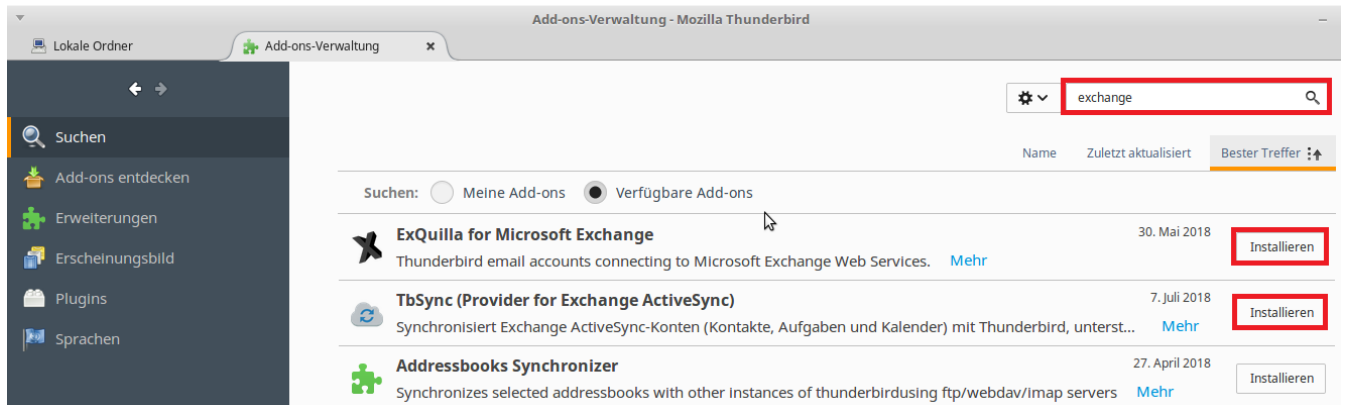 Add-ons-Verwaltung - Mozilla Thunderbird
Lokale Ordner
Add-ons-Verwaltung
exchange
Suchen
Name Zuletzt aktualisiert Bester Treffer
Add-ons entdecken
Suchen: Meine Add-ons Verfügbare Add-ons
Erweiterungen
Erscheinungsbild
Plugins
Sprachen
ExQuilla for Microsoft Exchange 30. Mai 2018
Installieren
Thunderbird email accounts connecting to Microsoft Exchange Web Services. Mehr
TbSync (Provider for Exchange ActiveSync) 7. Juli 2018
Installieren
Synchronisiert Exchange ActiveSync-Konten (Kontakte, Aufgaben und Kalender) mit Thunderbird, unterst... Mehr
Addressbooks Synchronizer 27. April 2018
Installieren
Synchronizes selected addressbooks with other instances of thunderbirdusing ftp/webdav/imap servers Mehr